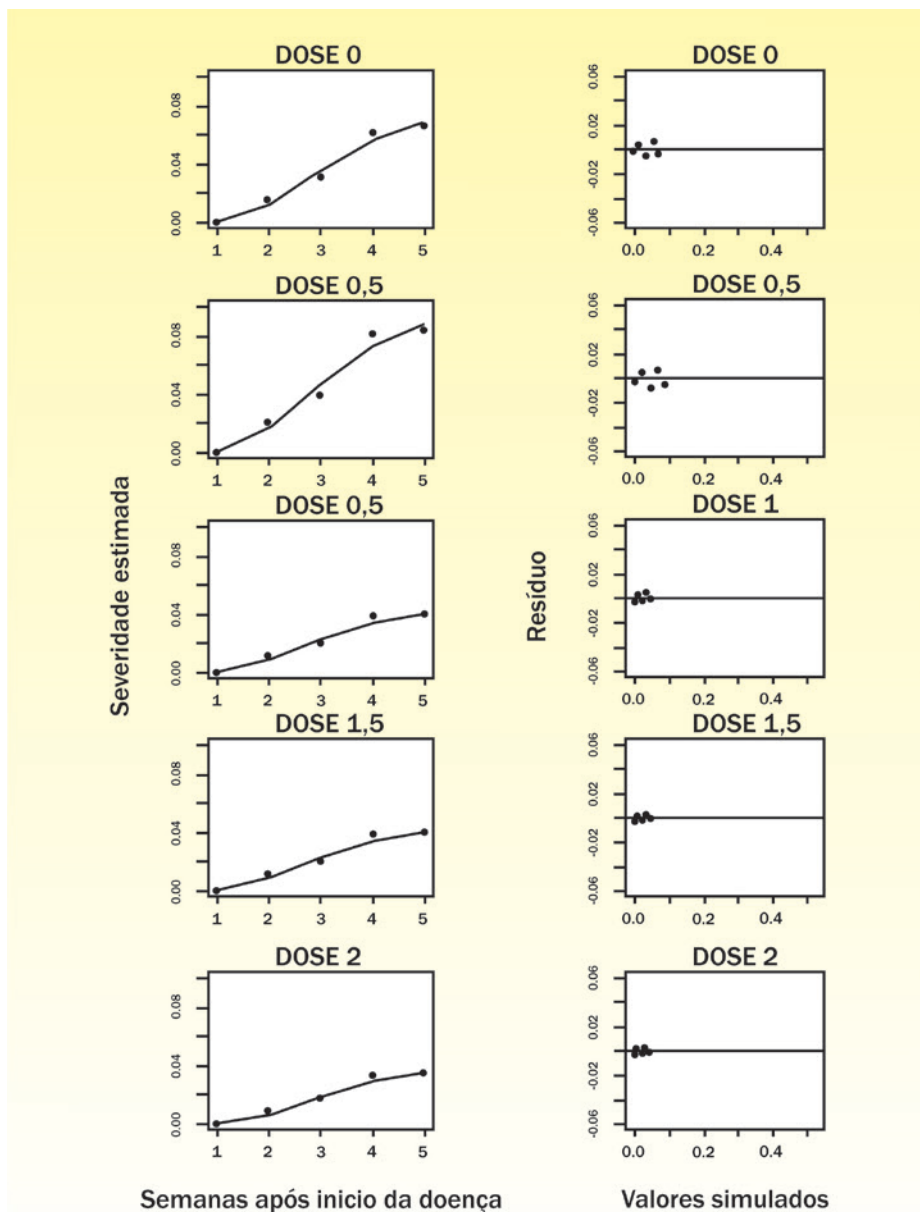 DOSE 0
0.08
0.04
0.00
1 2 3 4 5
DOSE 0
0.06
0.02
-0.02
-0.06
0.0 0.2 0.4
DOSE 0,5
0.08
0.04
0.00
1 2 3 4 5
DOSE 0,5
0.06
0.02
-0.02
-0.06
0.0 0.2 0.4
Severidade estimada
DOSE 0,5
0.08
0.04
0.00
1 2 3 4 5
Resíduo
DOSE 1
0.06
0.02
-0.02
-0.06
0.0 0.2 0.4
DOSE 1,5
0.08
0.04
0.00
1 2 3 4 5
DOSE 1,5
0.06
0.02
-0.02
-0.06
0.0 0.2 0.4
DOSE 2
0.08
0.04
0.00
1 2 3 4 5
DOSE 2
0.06
0.02
-0.02
-0.06
0.0 0.2 0.4
Semanas após inicio da doença
Valores simulados